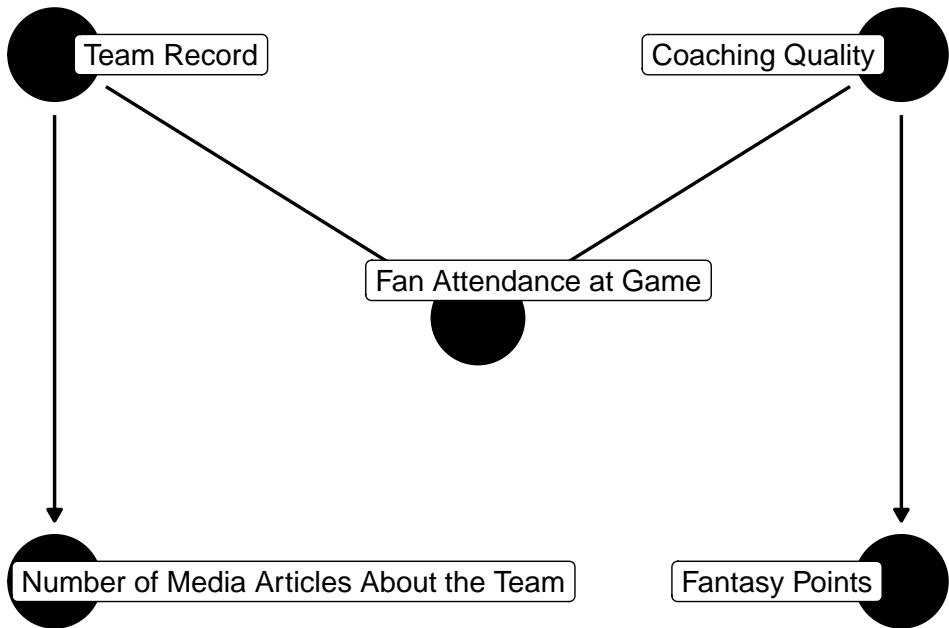 Team Record
Coaching Quality
Fan Attendance at Game
Number of Media Articles About the Team
Fantasy Points